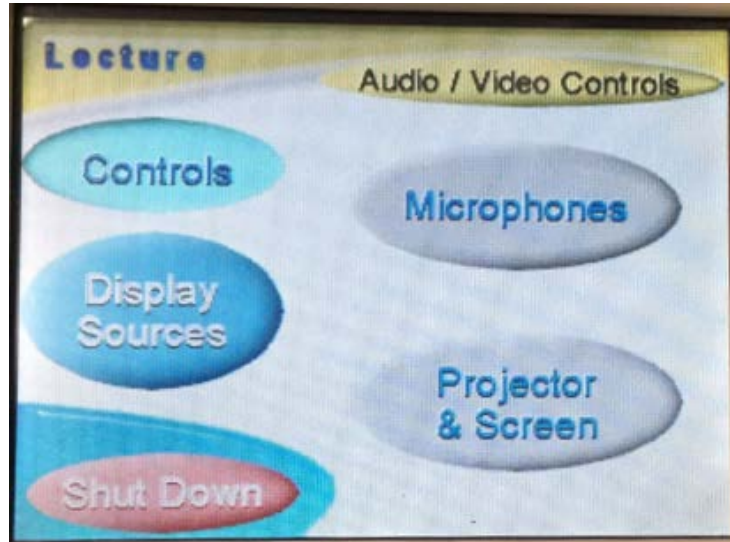 Lecture
Audio / Video Controls
Controls
Microphones
Display
Sources
Projector
& Screen
Shut Down